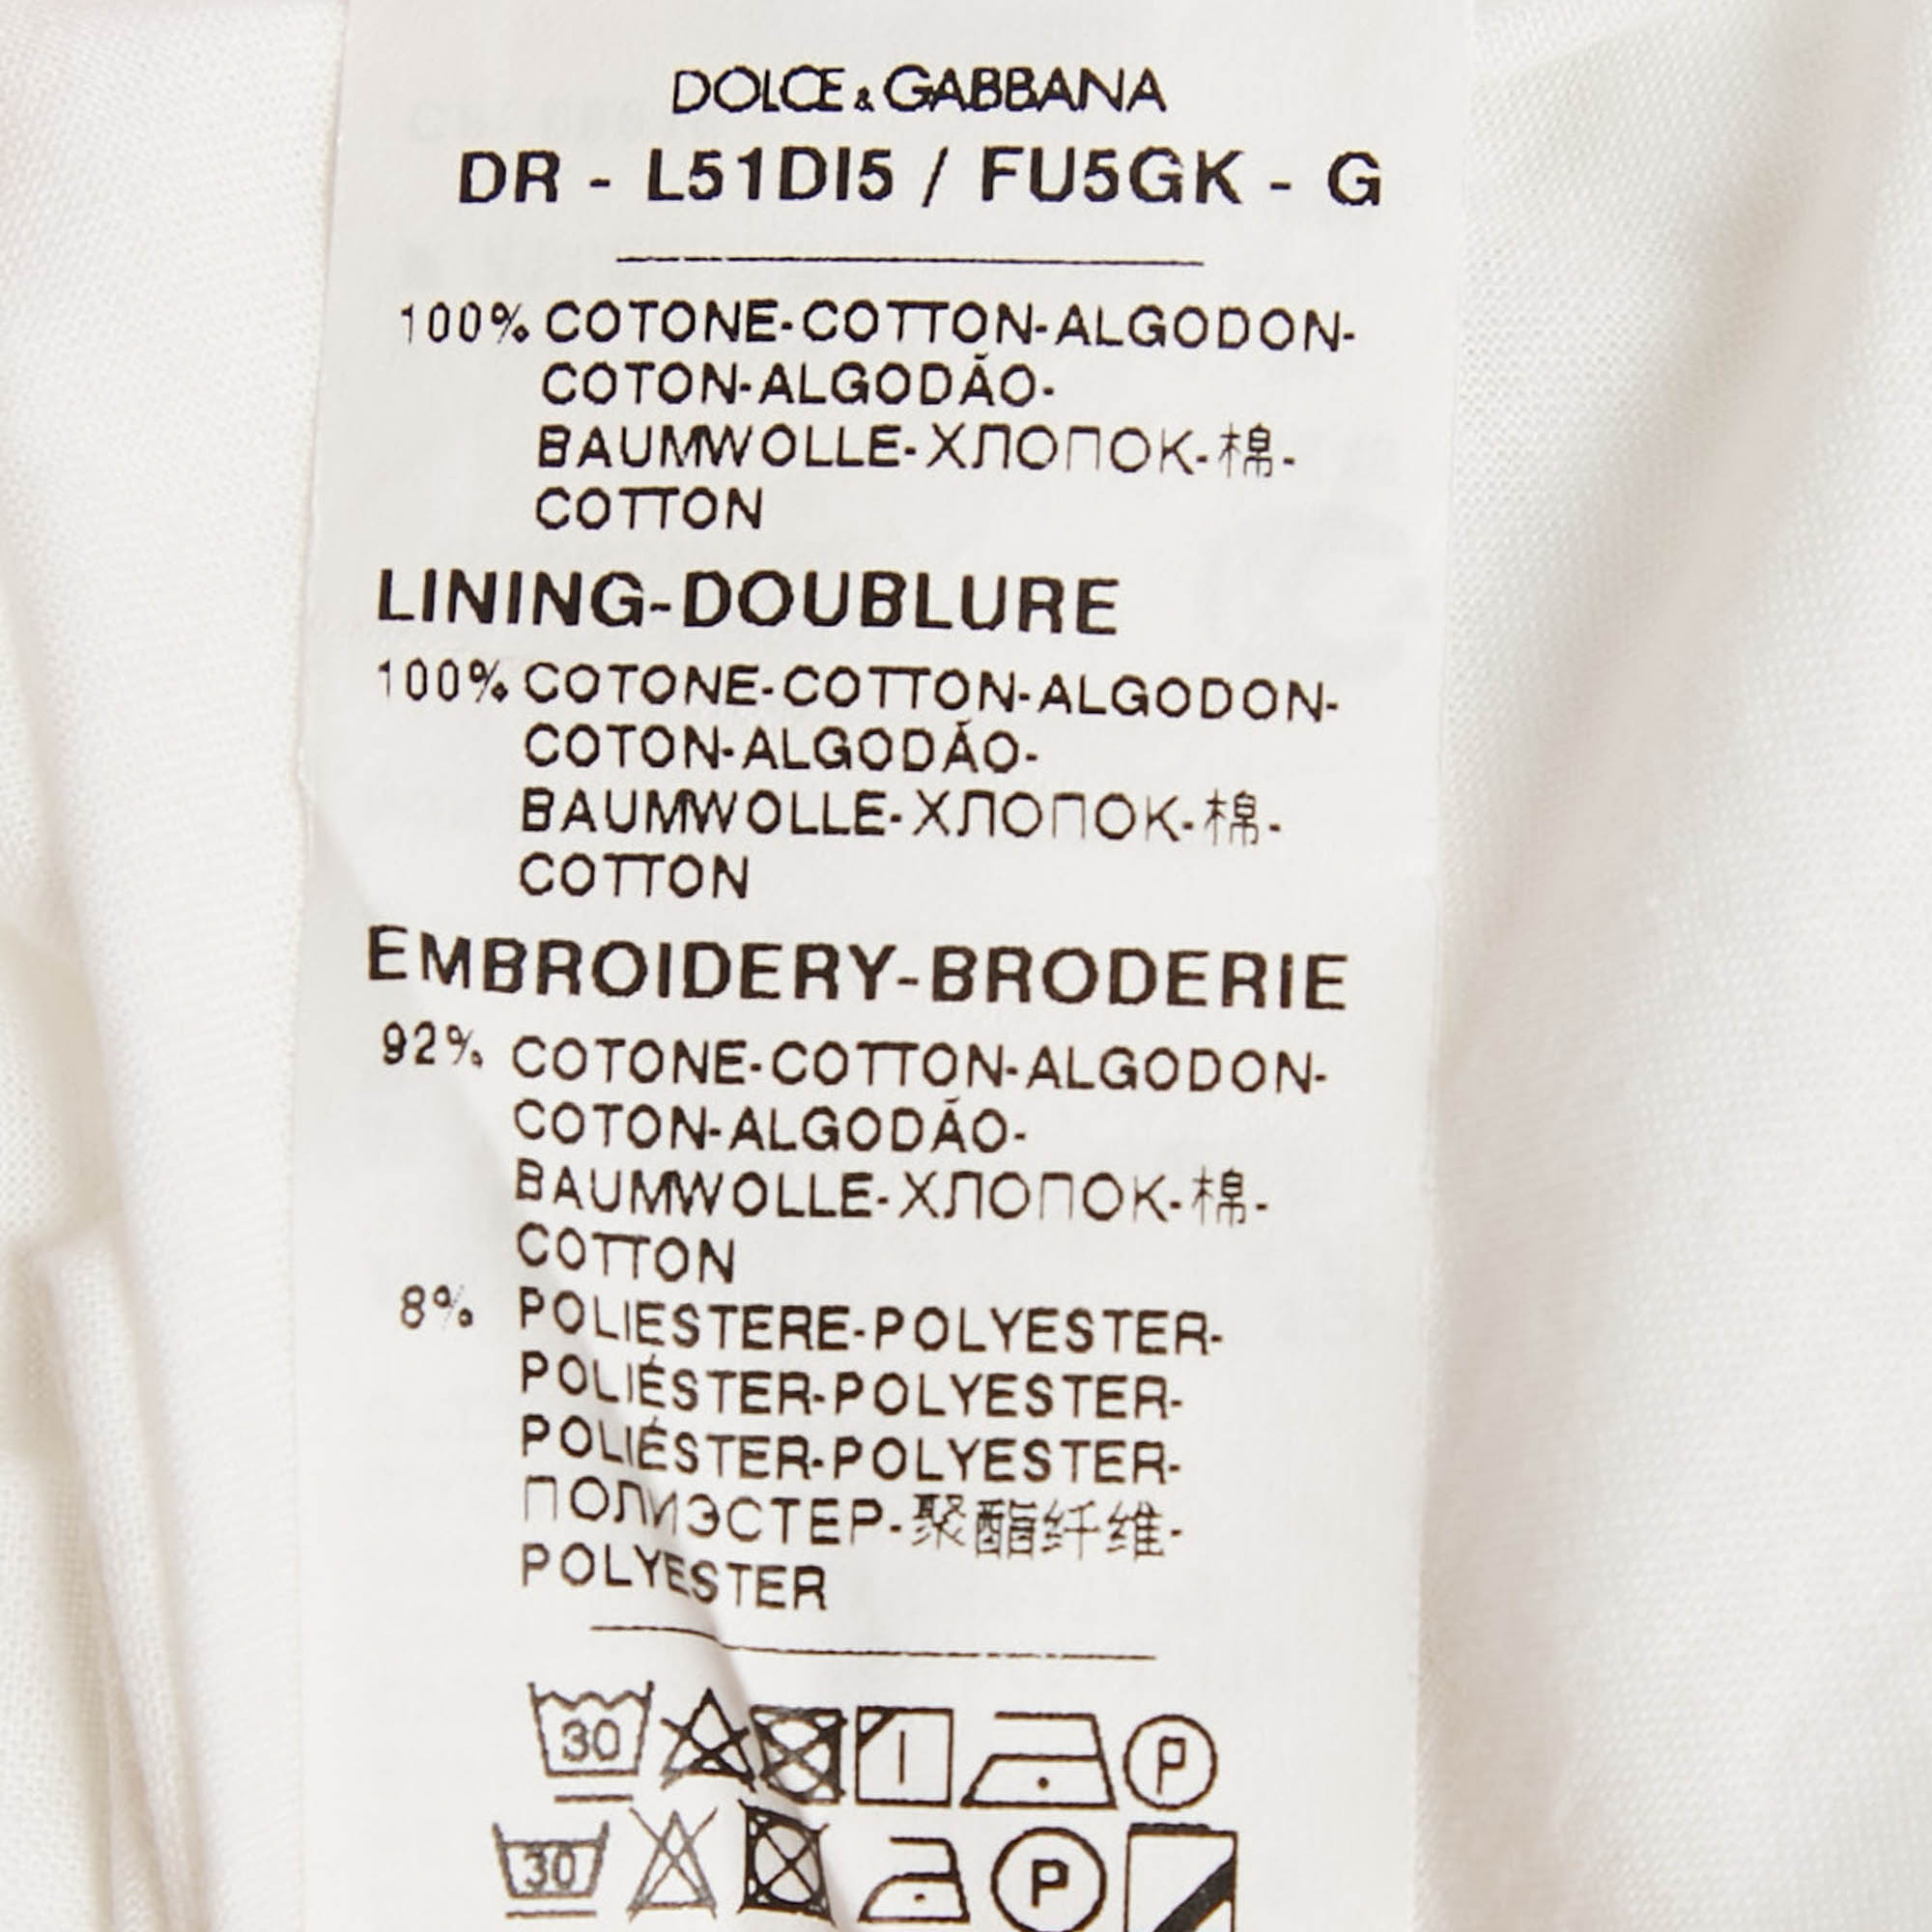 DOLCE & GABBANA
DR - L51DI5 / FU5GK - G
100% COTONE-COTTON-ALGODON-
COTON-ALGODÃO-
BAUMWOLLE-ХЛОПОК-棉-
COTTON
LINING-DOUBLURE
100% COTONE-COTTON-ALGODON-
COTON-ALGODÃO-
BAUMWOLLE-ХЛОПОК-棉-
COTTON
EMBROIDERY-BRODERIE
92% COTONE-COTTON-ALGODON-
COTON-ALGODÃO-
BAUMWOLLE-ХЛОПОК-棉-
COTTON
8% POLIESTERE-POLYESTER-
POLIÉSTER-POLYESTER-
POLIÉSTER-POLYESTER-
ПОЛИЭСТЕР-聚酯纤维-
POLYESTER
30 P
30 P